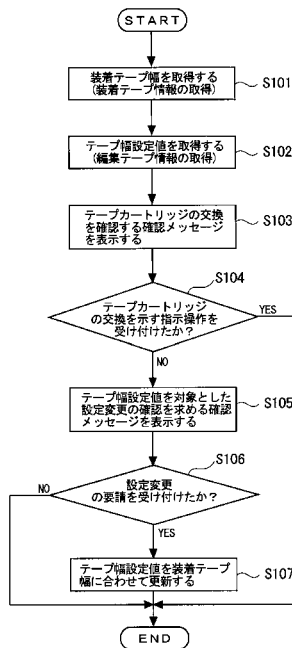 START
装着テープ幅を取得する
(装着テープ情報の取得)
S101
テープ幅設定値を取得する
(編集テープ情報の取得)
S102
テープカートリッジの交換
を確認する確認メッセージ
を表示する
S103
S104
テープカートリッジ
の交換を示す指示操作を
受け付けたか？
YES
NO
テープ幅設定値を対象とした
設定変更の確認を求める確認
メッセージを表示する
S105
S106
設定変更
の要請を受け付けたか？
NO
YES
テープ幅設定値を装着テープ
幅に合わせて更新する
S107
END